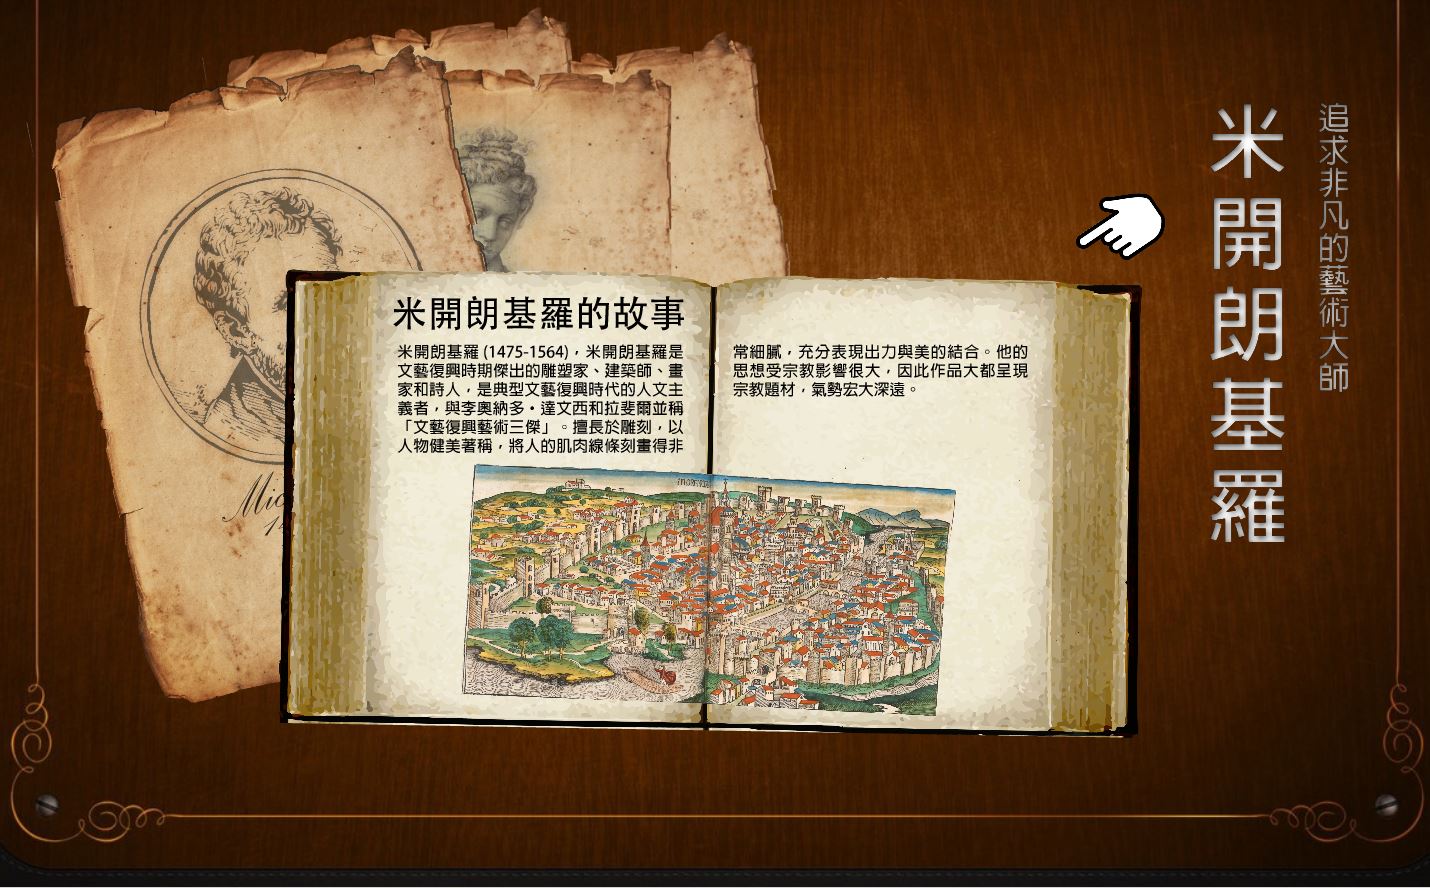 追求非凡的藝術大師
米開朗基羅
米開朗基羅的故事
米開朗基羅 (1475-1564)，米開朗基羅是
文藝復興時期傑出的雕塑家、建築師、畫
家和詩人，是典型文藝復興時代的人文主
義者，與李奧納多‧達文西和拉斐爾並稱
「文藝復興藝術三傑」。擅長於雕刻，以
人物健美著稱，將人的肌肉線條刻畫得非
常細膩，充分表現出力與美的結合。他的
思想受宗教影響很大，因此作品大都呈現
宗教題材，氣勢宏大深遠。